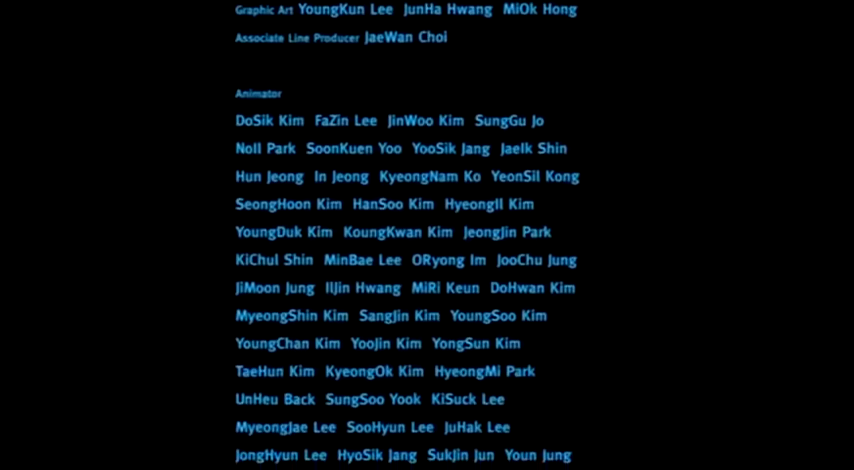 Graphic Art YoungKun Lee JunHa Hwang MiOk Hong
Associate Line Producer JaeWan Choi
Animator
DoSik Kim FaZin Lee JinWoo Kim SungGu Jo
Noll Park SoonKuen Yoo YooSik Jang JaeIk Shin
Hun Jeong In Jeong KyeongNam Ko YeonSil Kong
SeongHoon Kim HanSoo Kim HyeongIl Kim
YoungDuk Kim KoungKwan Kim JeongJin Park
KiChul Shin MinBae Lee ORyong Im JooChu Jung
JiMoon Jung IlJin Hwang MiRi Keun DoHwan Kim
MyeongShin Kim SangJin Kim YoungSoo Kim
YoungChan Kim YooJin Kim YongSun Kim
TaeHun Kim KyeongOk Kim HyeongMi Park
UnHeu Back SungSoo Yook KiSuck Lee
MyeongJae Lee SooHyun Lee JuHak Lee
JongHyun Lee HyoSik Jang SukJin Jun Youn Jung